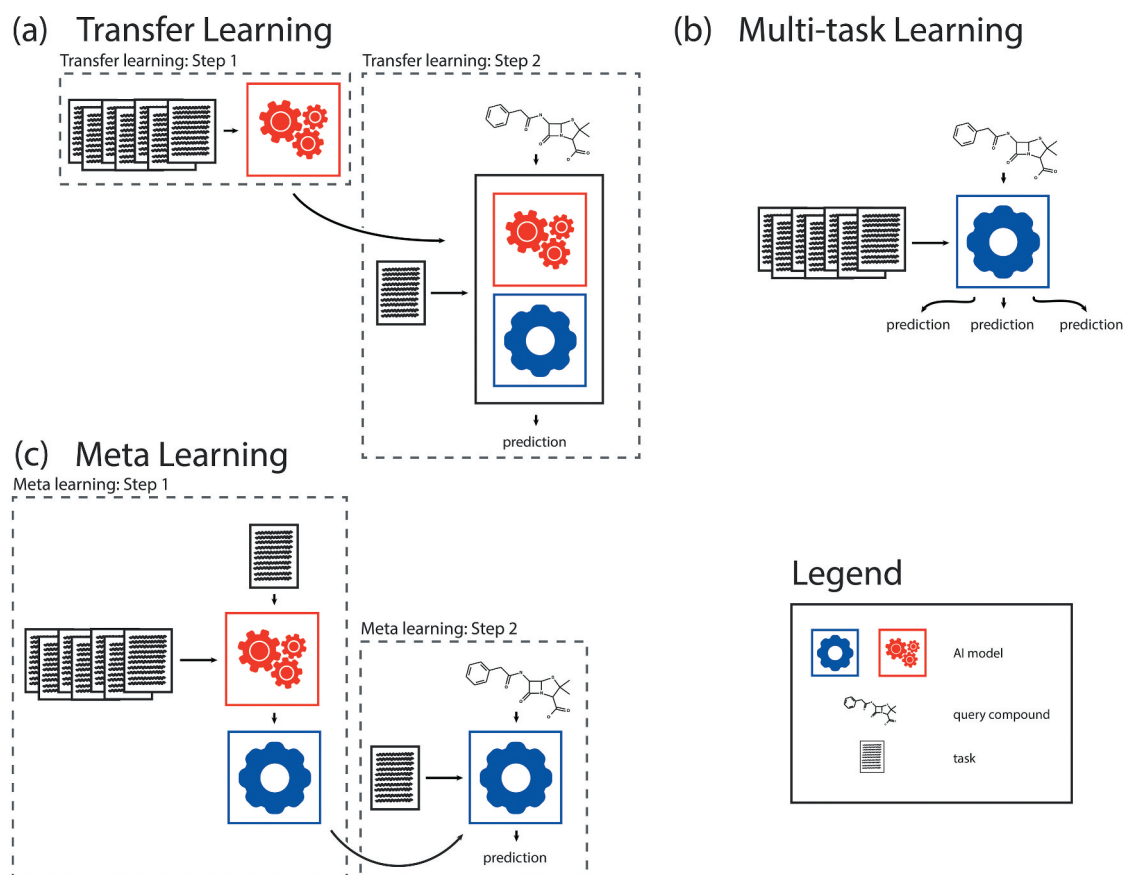 (a) Transfer Learning
Transfer learning: Step 1
Transfer learning: Step 2
prediction
(b) Multi-task Learning
prediction prediction prediction
(c) Meta Learning
Meta learning: Step 1
Meta learning: Step 2
prediction
Legend
AI model
query compound
task